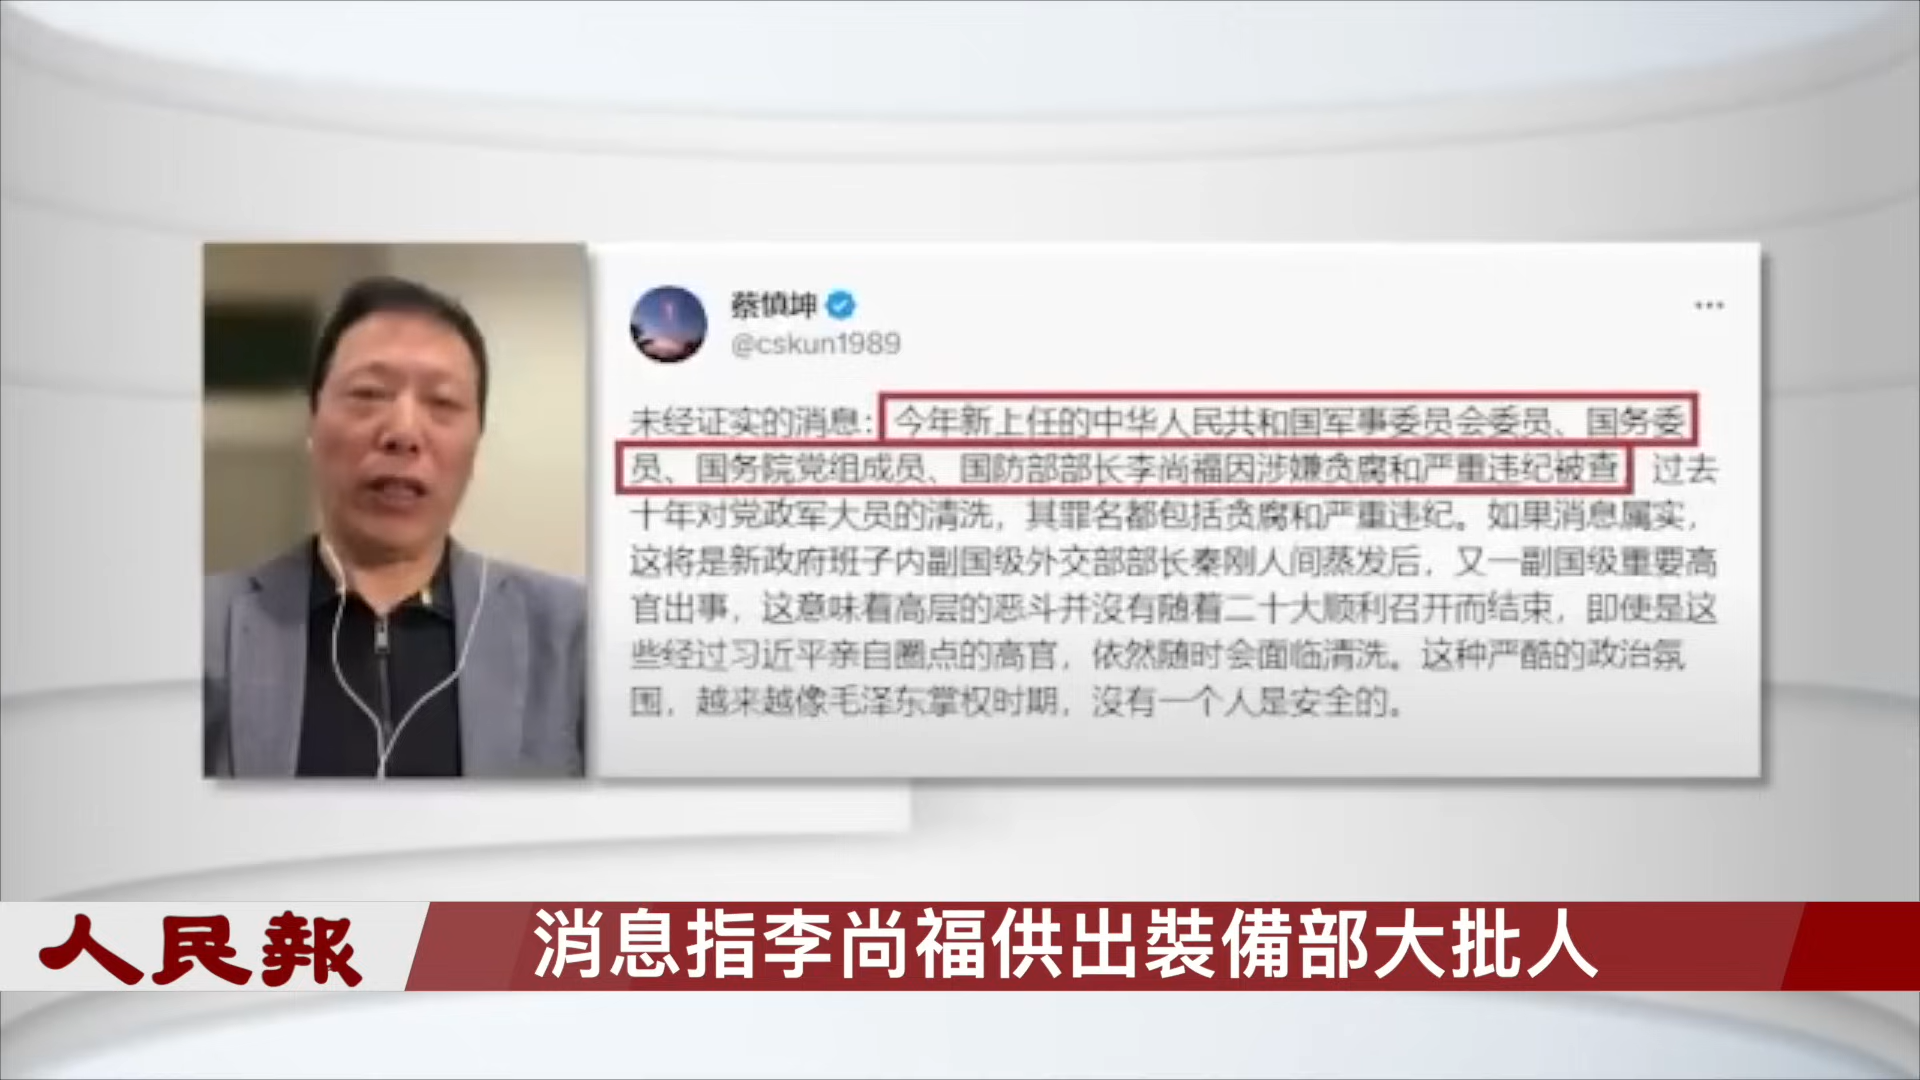 蔡慎坤
@cskun1989
未经证实的消息：今年新上任的中华人民共和国军事委员会委员、国务委
员、国务院党组成员、国防部部长李尚福因涉嫌贪腐和严重违纪被查 过去
十年对党政军大员的清洗，其罪名都包括贪腐和严重违纪。如果消息属实，
这将是新政府班子内副国级外交部部长秦刚人间蒸发后，又一副国级重要高
官出事，这意味着高层的恶斗并沒有随着二十大顺利召开而结束，即使是这
些经过习近平亲自圈点的高官，依然随时会面临清洗。这种严酷的政治氛
围，越来越像毛泽东掌权时期，沒有一个人是安全的。
人民報
消息指李尚福供出裝備部大批人